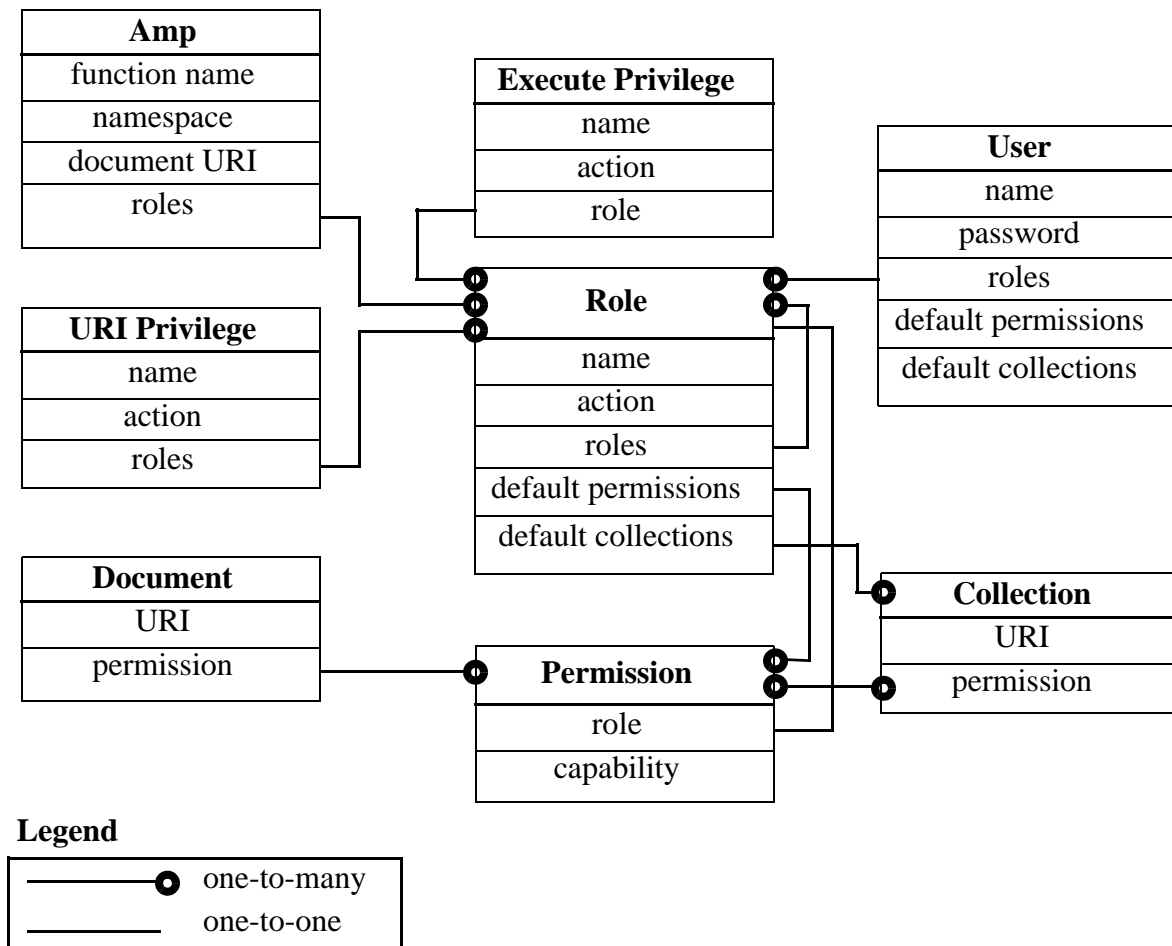 Amp
function name
namespace
document URI
roles
Execute Privilege
name
action
role
User
name
password
roles
default permissions
default collections
URI Privilege
name
action
roles
Role
name
action
roles
default permissions
default collections
Document
URI
permission
Permission
role
capability
Collection
URI
permission
Legend
one-to-many
one-to-one